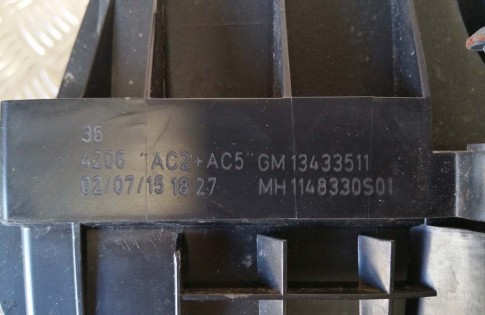 36
4206 "AC2+AC5" GM 13433511
02/07/15 18:27 MH 1148330S01